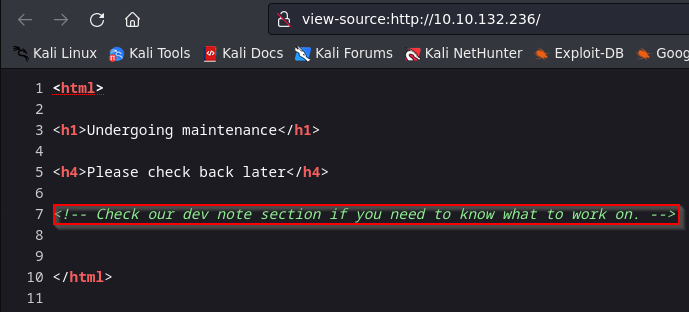 view-source:http://10.10.132.236/
Kali Linux Kali Tools Kali Docs Kali Forums Kali NetHunter Exploit-DB Goog
1 <html>
2
3 <h1>Undergoing maintenance</h1>
4
5 <h4>Please check back later</h4>
6
7 <!-- Check our dev note section if you need to know what to work on. -->
8
9
10 </html>
11